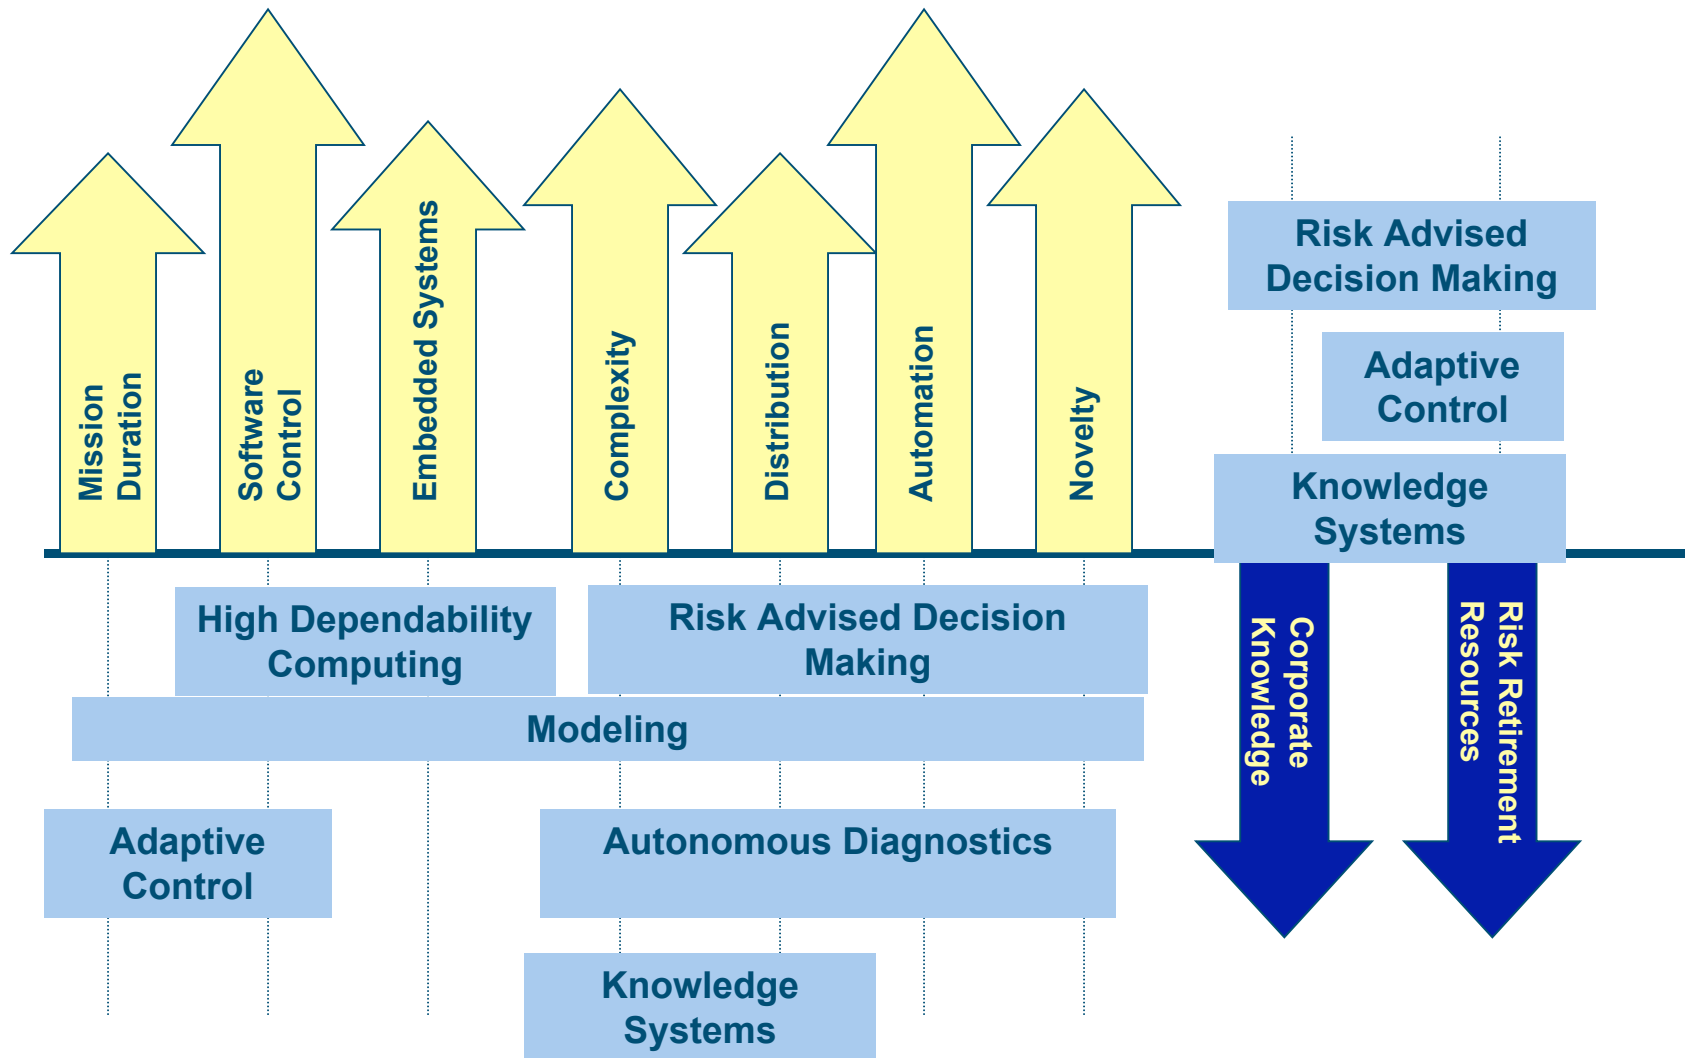 Mission
Duration
Software
Control
Embedded Systems
Complexity
Distribution
Automation
Novelty
Risk Advised
Decision Making
Adaptive
Control
Knowledge
Systems
High Dependability
Computing
Risk Advised Decision
Making
Modeling
Adaptive
Control
Autonomous Diagnostics
Knowledge
Systems
Corporate
Knowledge
Risk Retirement
Resources